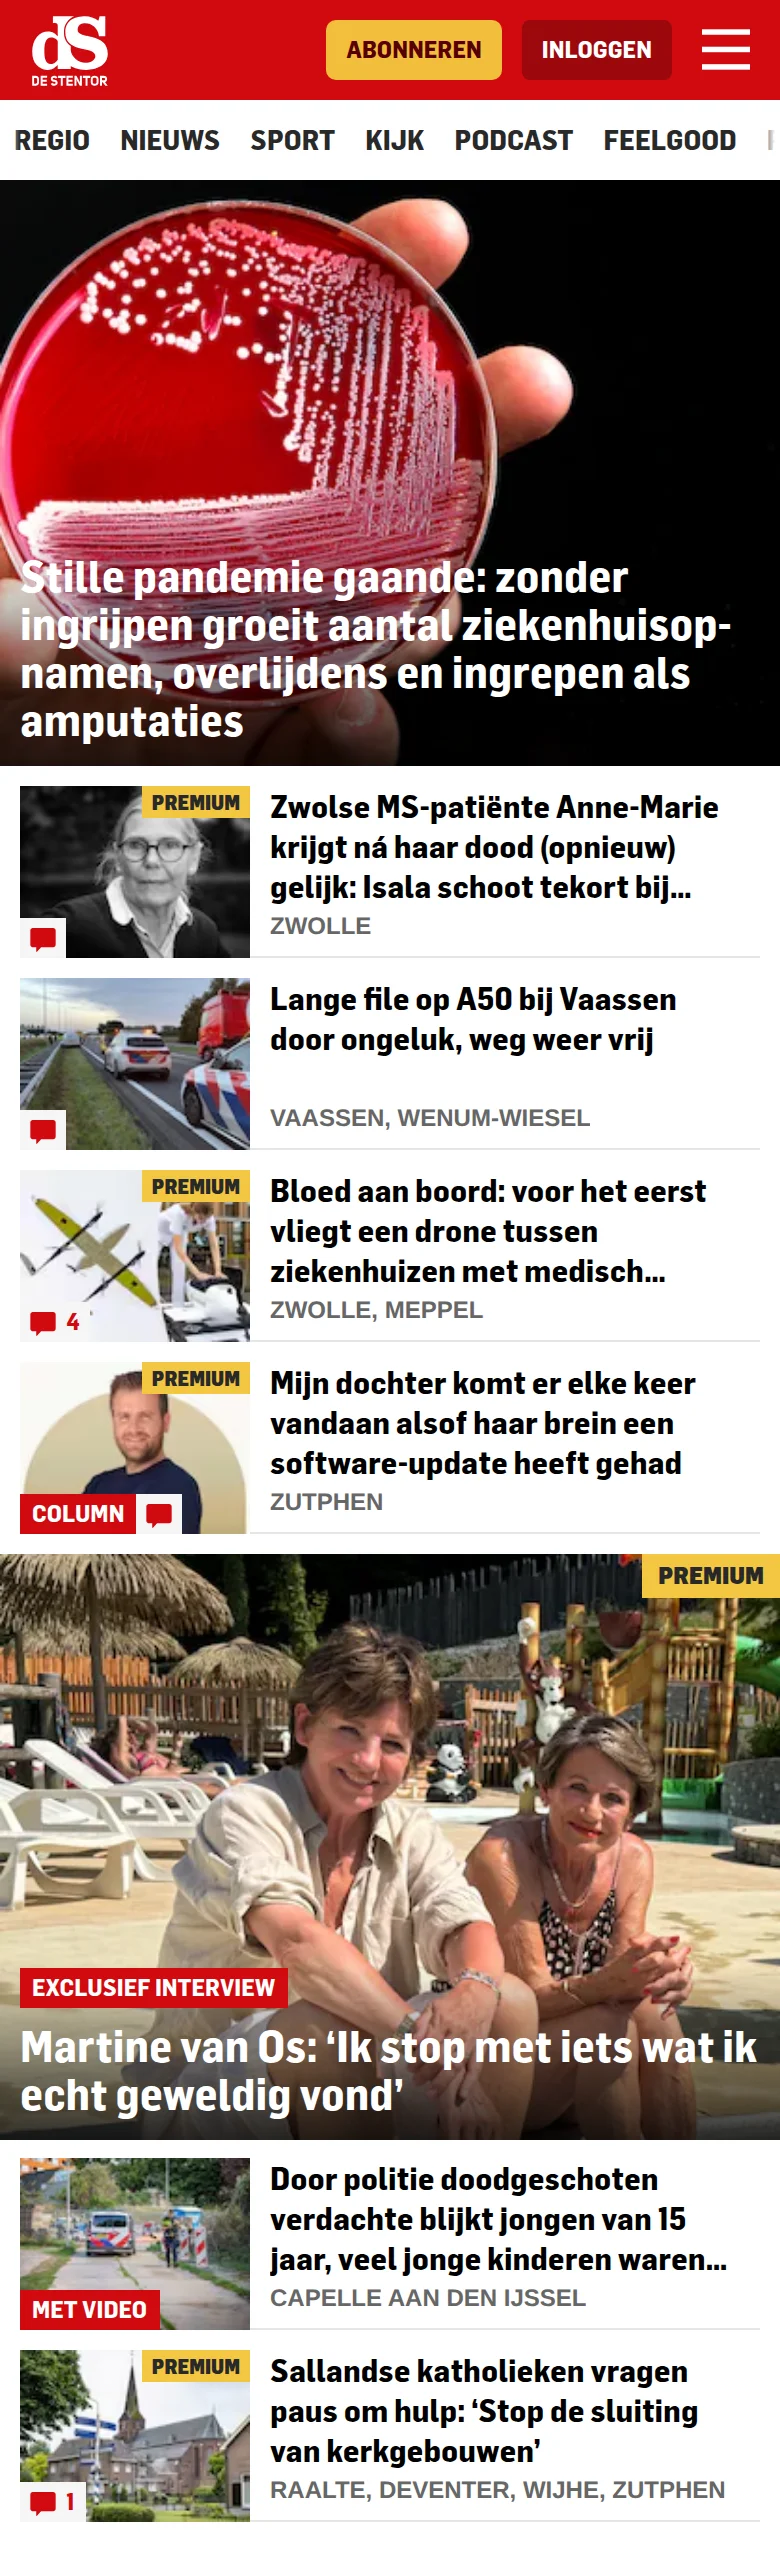 dS
DE STENTOR
ABONNEREN
INLOGGEN
REGIO NIEUWS SPORT KIJK PODCAST FEELGOOD
Stille pandemie gaande: zonder
ingrijpen groeit aantal ziekenhuisop-
namen, overlijdens en ingrepen als
amputaties
PREMIUM
Zwolse MS-patiënte Anne-Marie
krijgt ná haar dood (opnieuw)
gelijk: Isala schoot tekort bij...
ZWOLLE
Lange file op A50 bij Vaassen
door ongeluk, weg weer vrij
VAASSEN, WENUM-WIESEL
PREMIUM
4
Bloed aan boord: voor het eerst
vliegt een drone tussen
ziekenhuizen met medisch...
ZWOLLE, MEPPEL
PREMIUM
COLUMN
Mijn dochter komt er elke keer
vandaan alsof haar brein een
software-update heeft gehad
ZUTPHEN
PREMIUM
EXCLUSIEF INTERVIEW
Martine van Os: ‘Ik stop met iets wat ik
echt geweldig vond’
MET VIDEO
Door politie doodgeschoten
verdachte blijkt jongen van 15
jaar, veel jonge kinderen waren...
CAPELLE AAN DEN IJSSEL
PREMIUM
1
Sallandse katholieken vragen
paus om hulp: ‘Stop de sluiting
van kerkgebouwen’
RAALTE, DEVENTER, WIJHE, ZUTPHEN